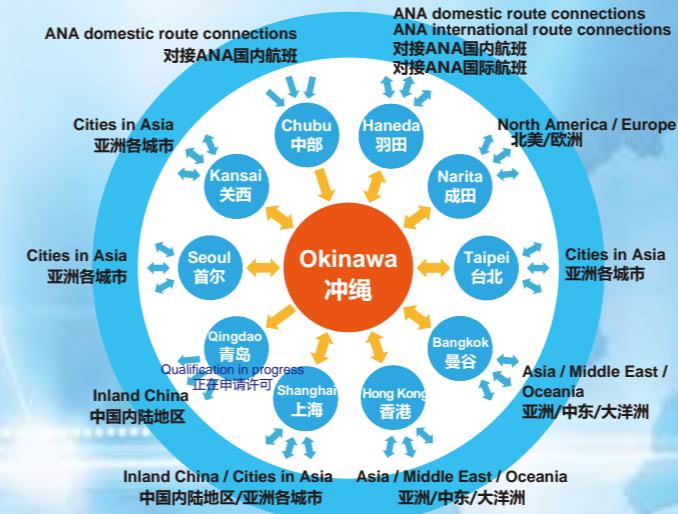 ANA domestic route connections
对接ANA国内航班
ANA domestic route connections
ANA international route connections
对接ANA国内航班
对接ANA国际航班
Chubu
中部
Haneda
羽田
Cities in Asia
亚洲各城市
North America / Europe
北美/欧洲
Kansai
关西
Narita
成田
Cities in Asia
亚洲各城市
Seoul
首尔
Okinawa
冲绳
Taipei
台北
Cities in Asia
亚洲各城市
Qingdao
青岛
Qualification in progress
正在申请许可
Bangkok
曼谷
Inland China
中国内陆地区
Shanghai
上海
Hong Kong
香港
Asia / Middle East /
Oceania
亚洲/中东/大洋洲
Inland China / Cities in Asia
中国内陆地区/亚洲各城市
Asia / Middle East / Oceania
亚洲/中东/大洋洲